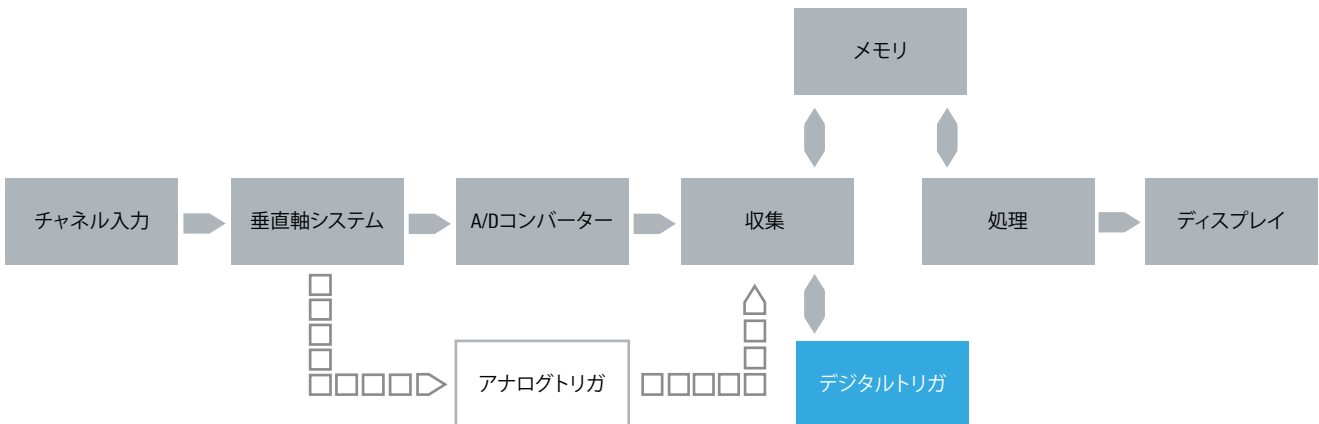 メモリ
チャネル入力
垂直軸システム
A/Dコンバーター
収集
処理
ディスプレイ
アナログトリガ
デジタルトリガ